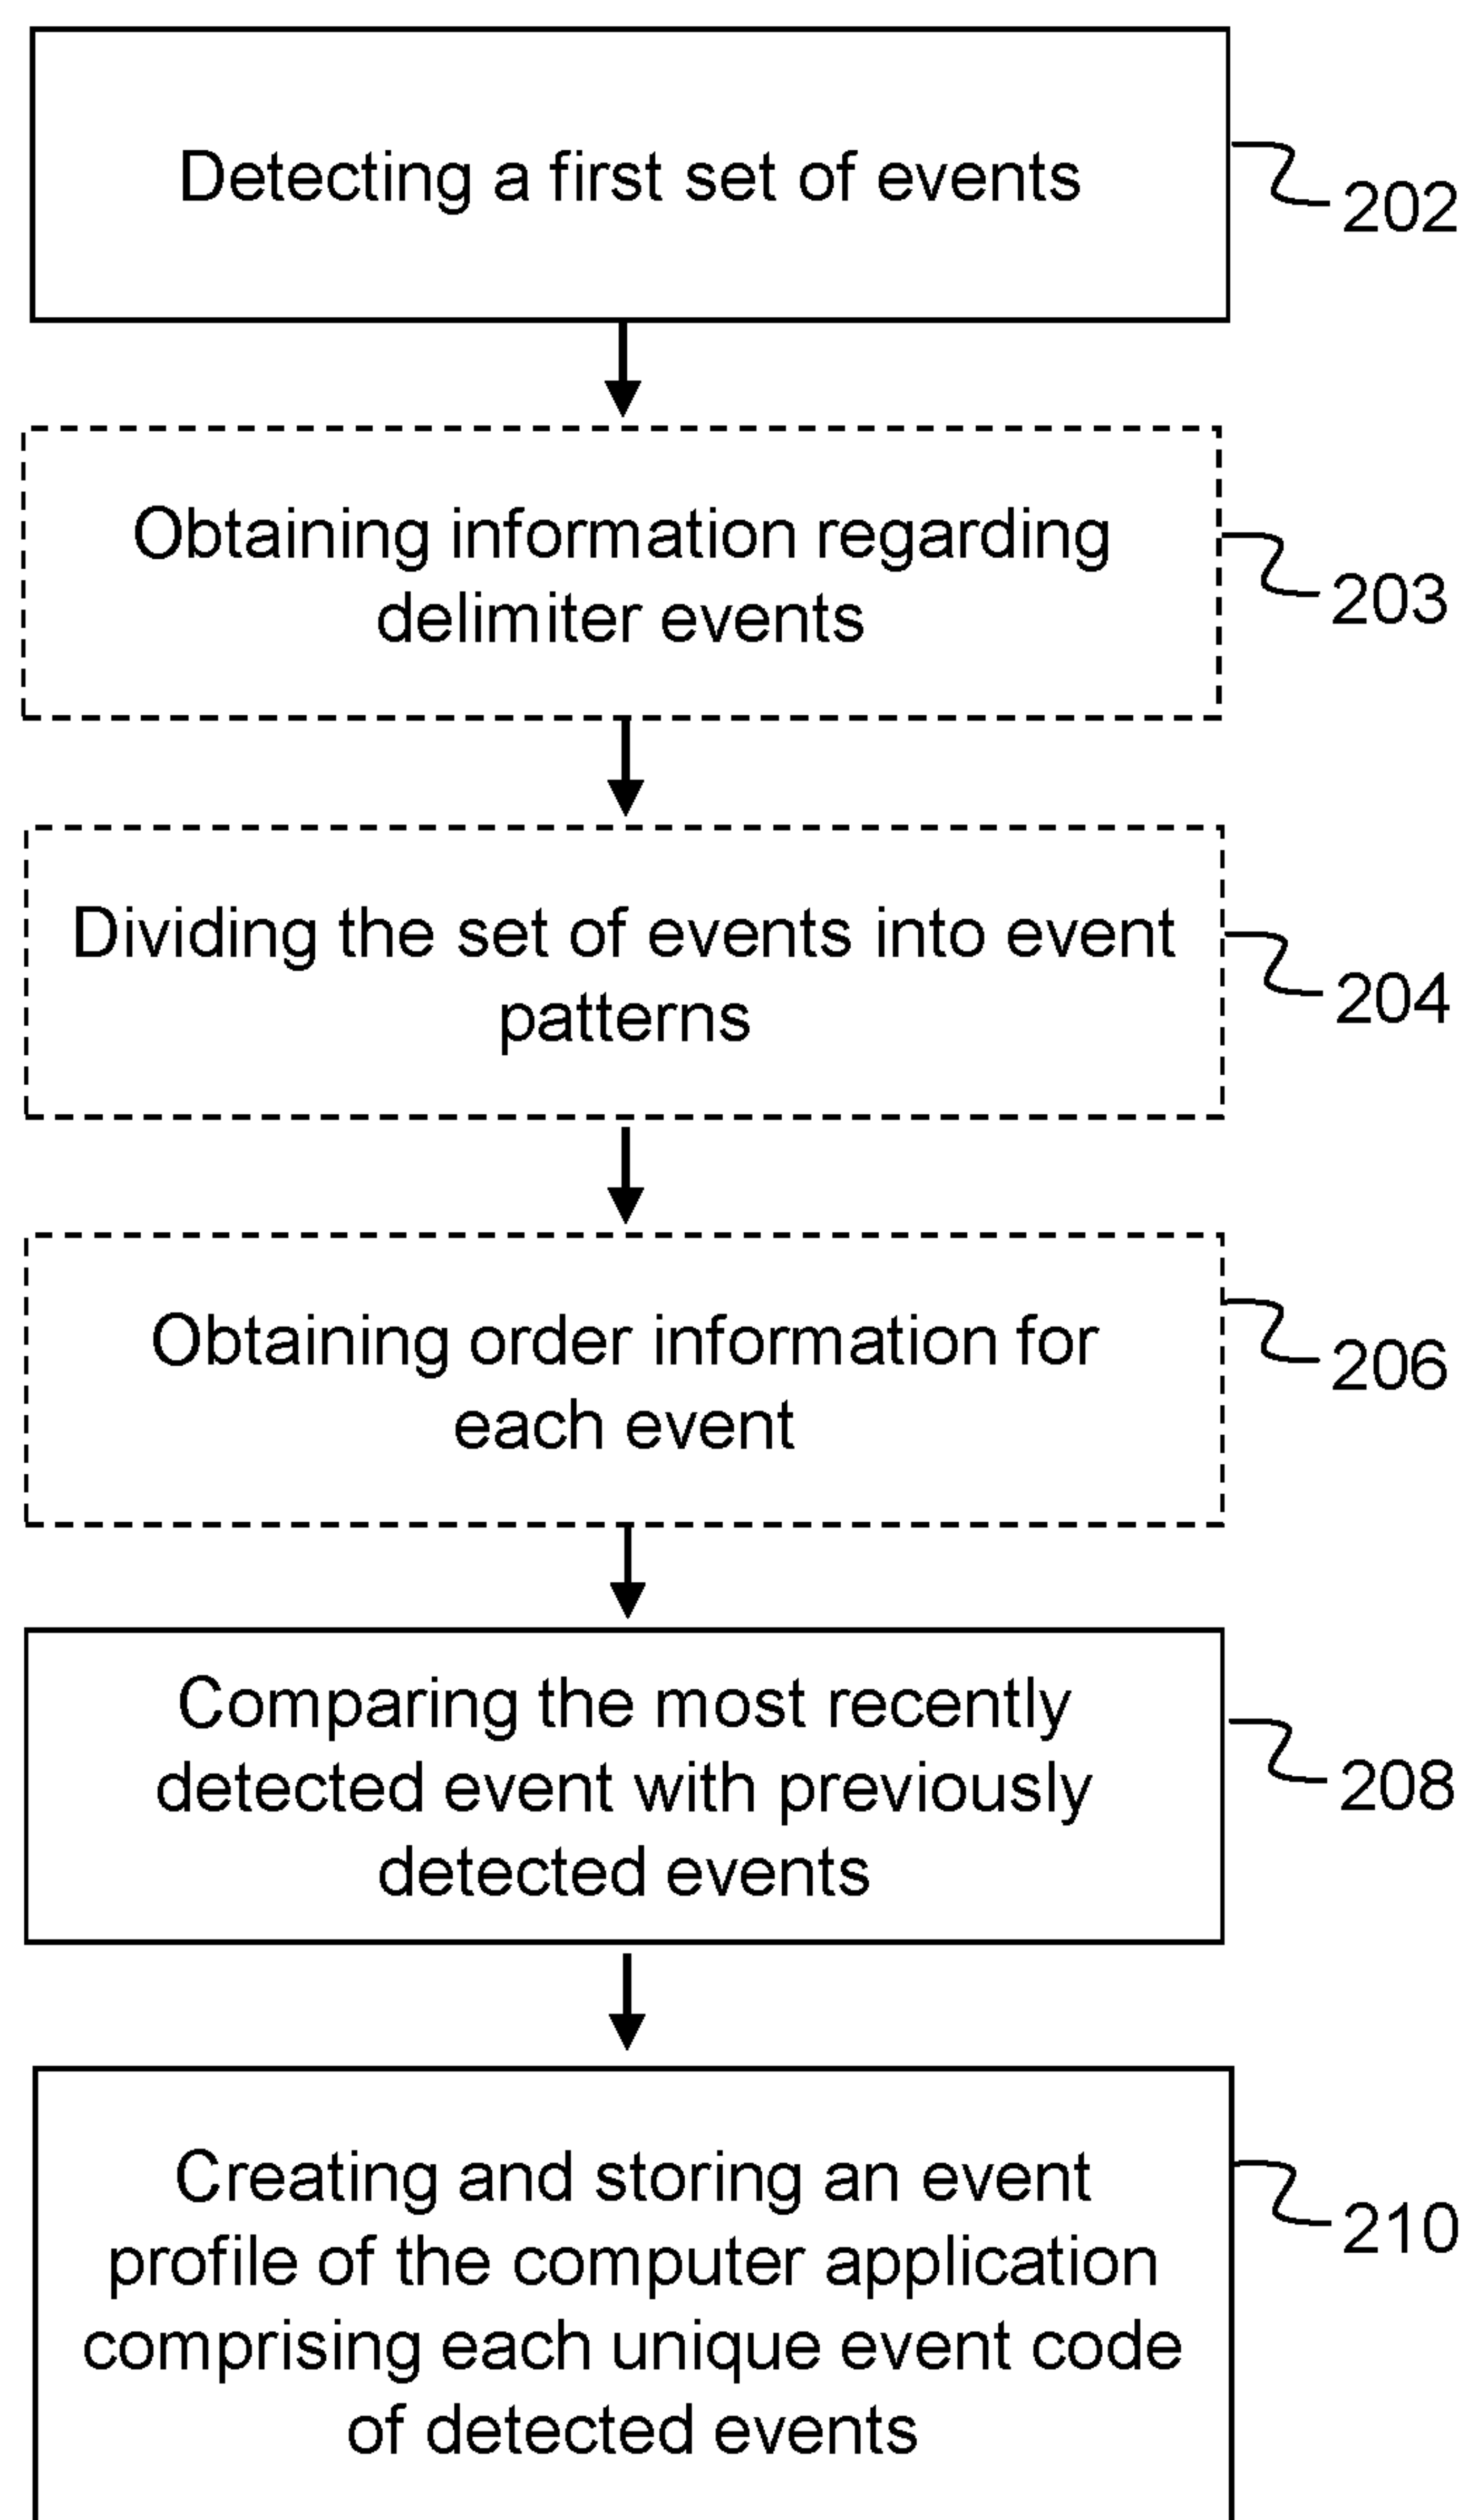 Detecting a first set of events
202
Obtaining information regarding
delimiter events
203
Dividing the set of events into event
patterns
204
Obtaining order information for
each event
206
Comparing the most recently
detected event with previously
detected events
208
Creating and storing an event
profile of the computer application
comprising each unique event code
of detected events
210